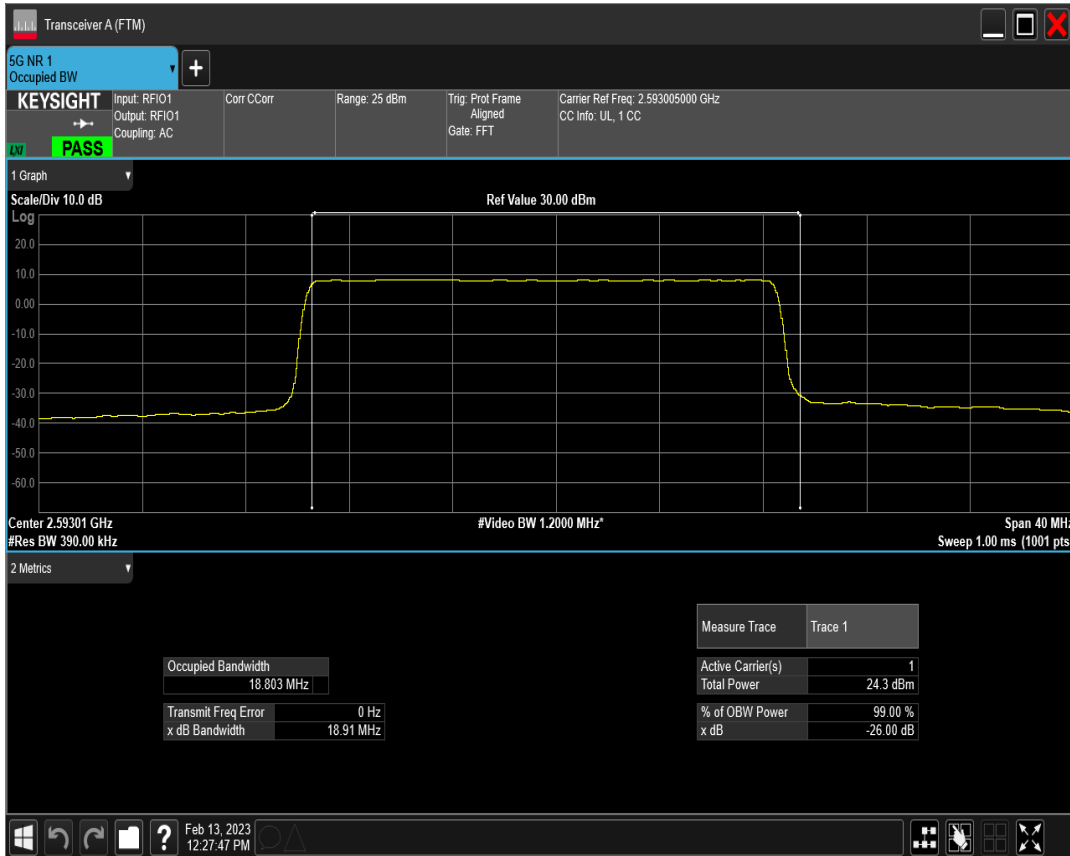 Transceiver A (FTM)
5G NR 1
Occupied BW
+
KEYSIGHT
LXI
PASS
Input: RFIO1
Output: RFIO1
Coupling: AC
Corr CCorr
Range: 25 dBm
Trig: Prot Frame
Aligned
Gate: FFT
Carrier Ref Freq: 2.593005000 GHz
CC Info: UL, 1 CC
1 Graph
Scale/Div 10.0 dB
Ref Value 30.00 dBm
Log
20.0
10.0
0.00
-10.0
-20.0
-30.0
-40.0
-50.0
-60.0
Center 2.59301 GHz
#Video BW 1.2000 MHz*
Span 40 MHz
#Res BW 390.00 kHz
Sweep 1.00 ms (1001 pts
2 Metrics
Measure Trace Trace 1
Occupied Bandwidth
18.803 MHz
Active Carrier(s) 1
Total Power 24.3 dBm
Transmit Freq Error 0 Hz
x dB Bandwidth 18.91 MHz
% of OBW Power 99.00 %
x dB -26.00 dB
?
Feb 13, 2023
12:27:47 PM